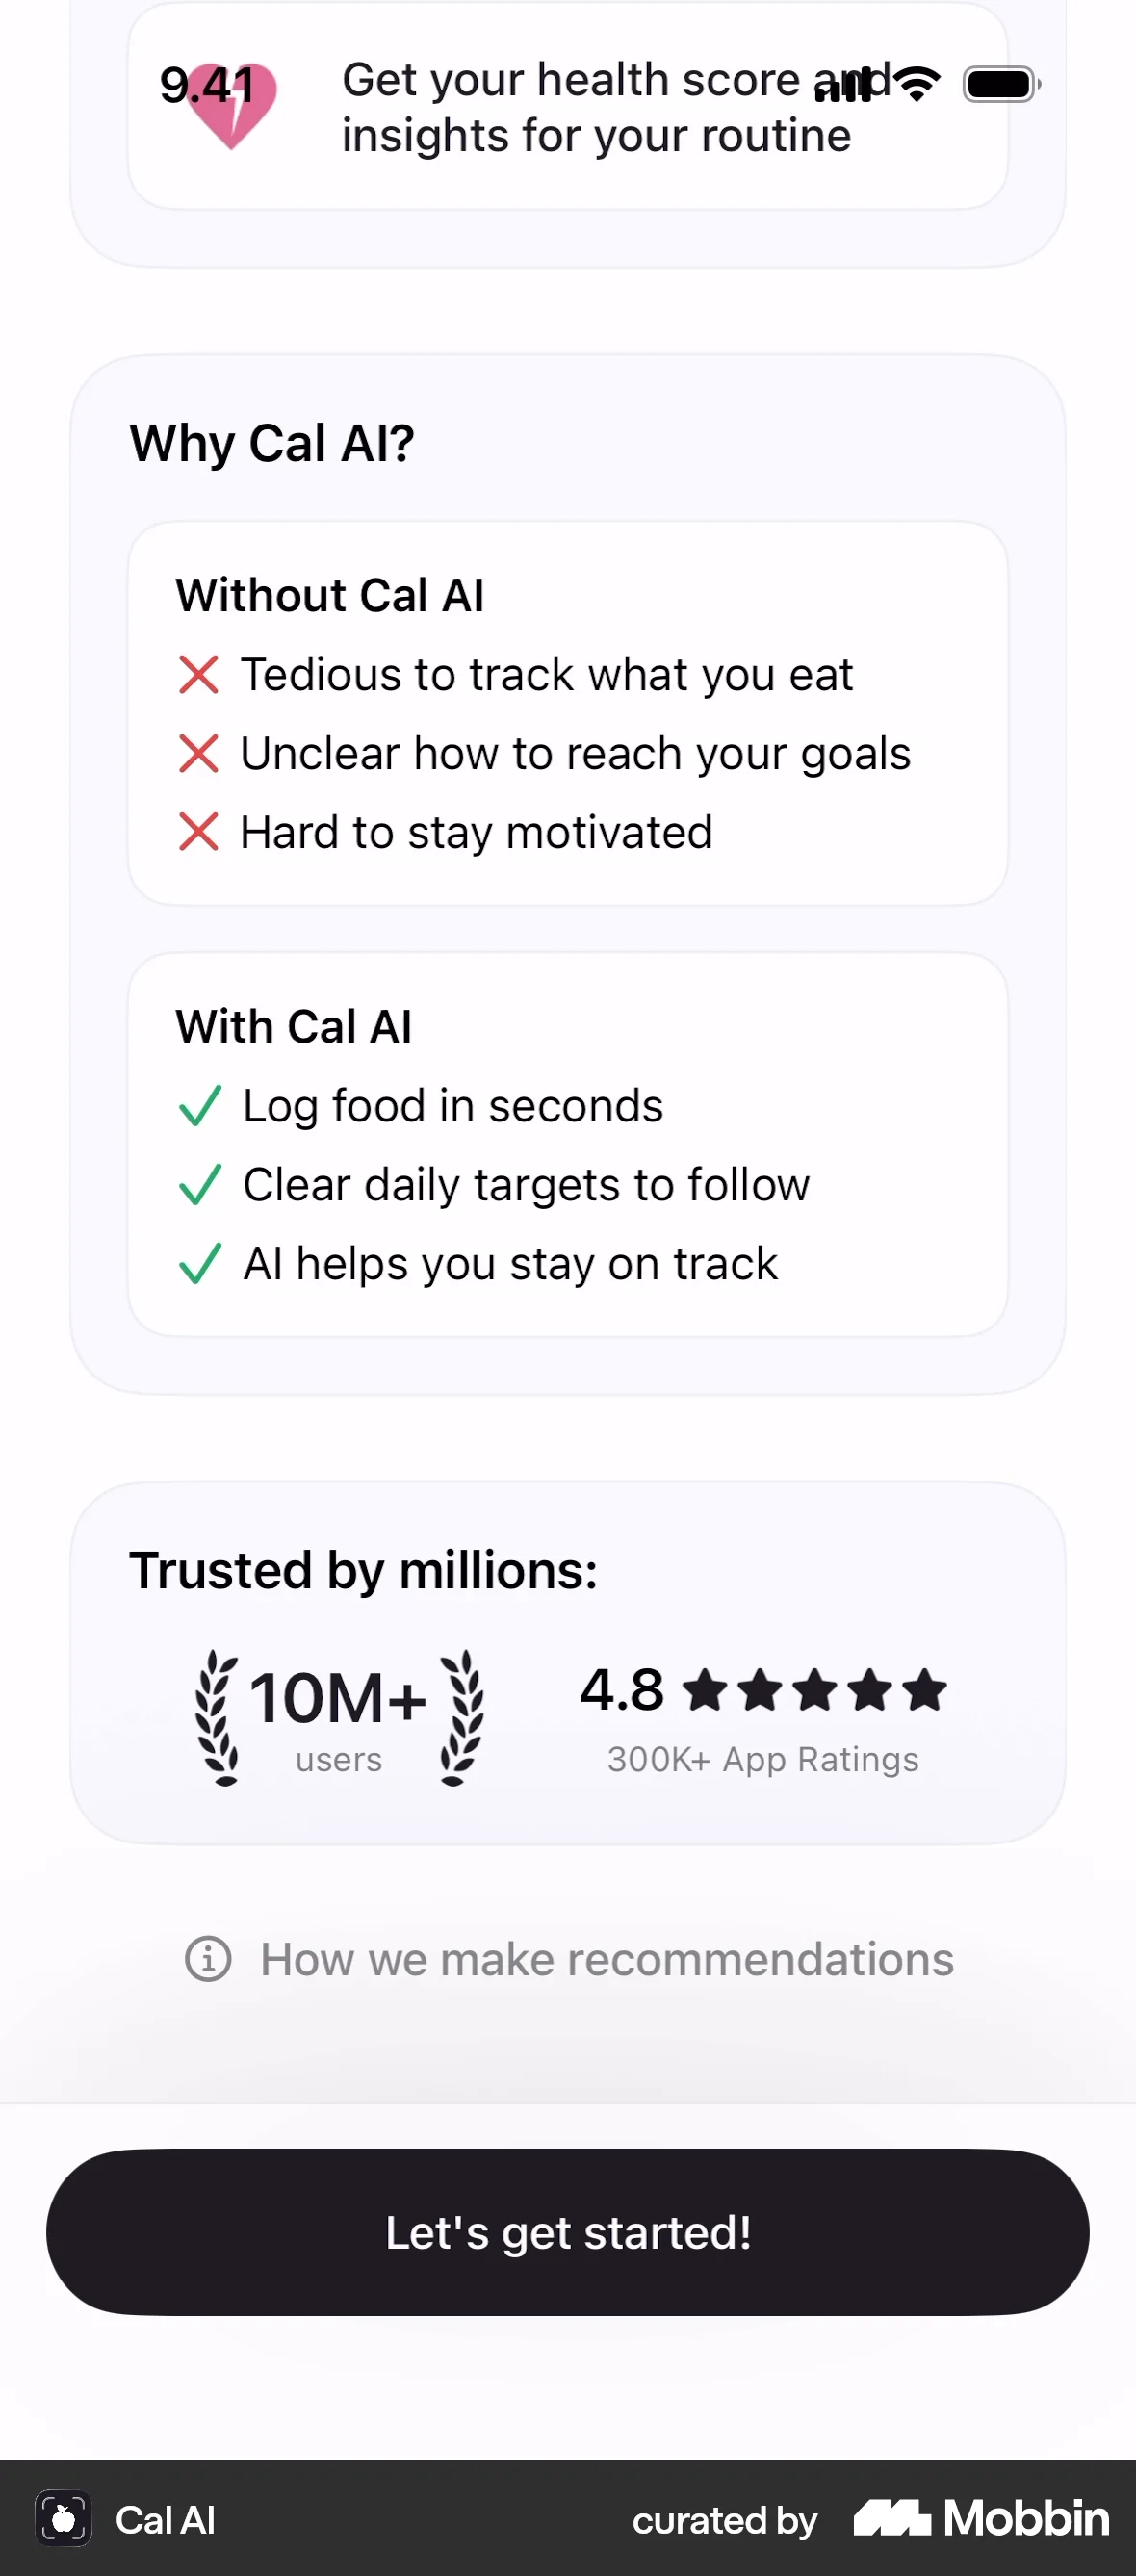 9:41
Get your health score and
insights for your routine
Why Cal AI?
Without Cal AI
Tedious to track what you eat
Unclear how to reach your goals
Hard to stay motivated
With Cal AI
Log food in seconds
Clear daily targets to follow
AI helps you stay on track
Trusted by millions:
10M+
users
4.8
300K+ App Ratings
How we make recommendations
Let's get started!
Cal AI
curated by Mobbin